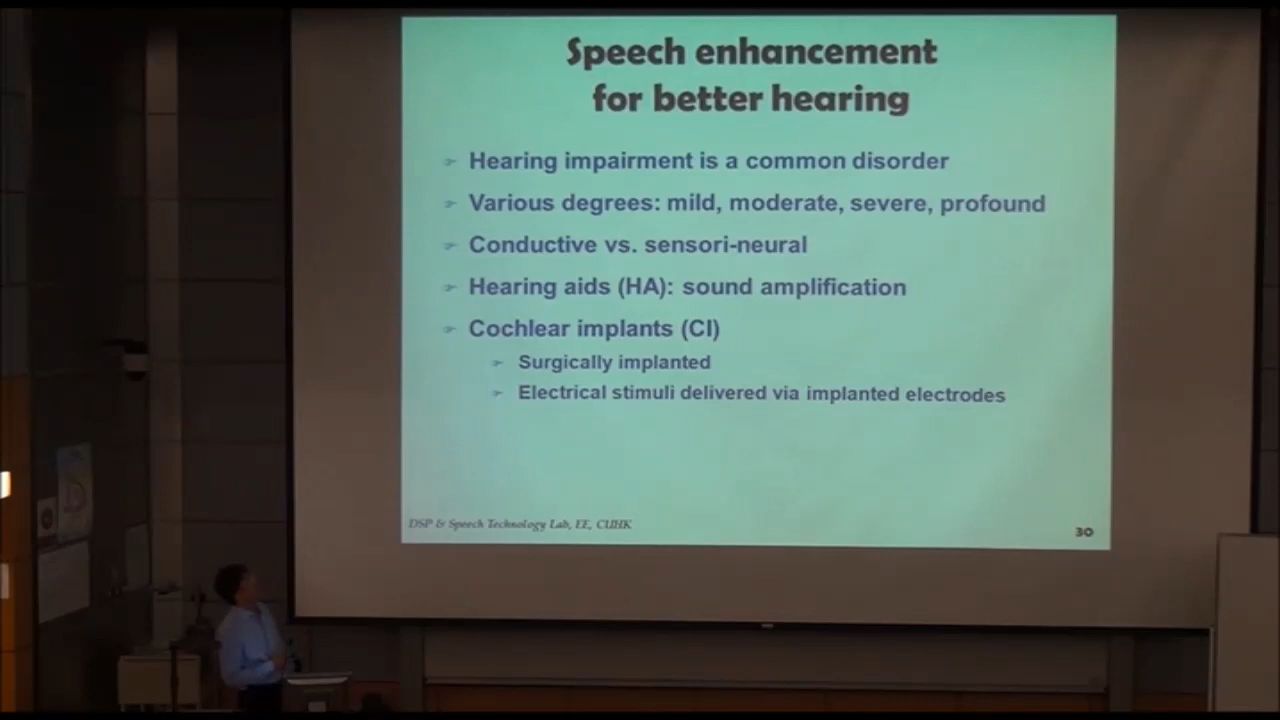 Speech enhancement
for better hearing
Hearing impairment is a common disorder
Various degrees: mild, moderate, severe, profound
Conductive vs. sensori-neural
Hearing aids (HA): sound amplification
Cochlear implants (CI)
Surgically implanted
Electrical stimuli delivered via implanted electrodes
DSP & Speech Technology Lab, EE, CUHK
30